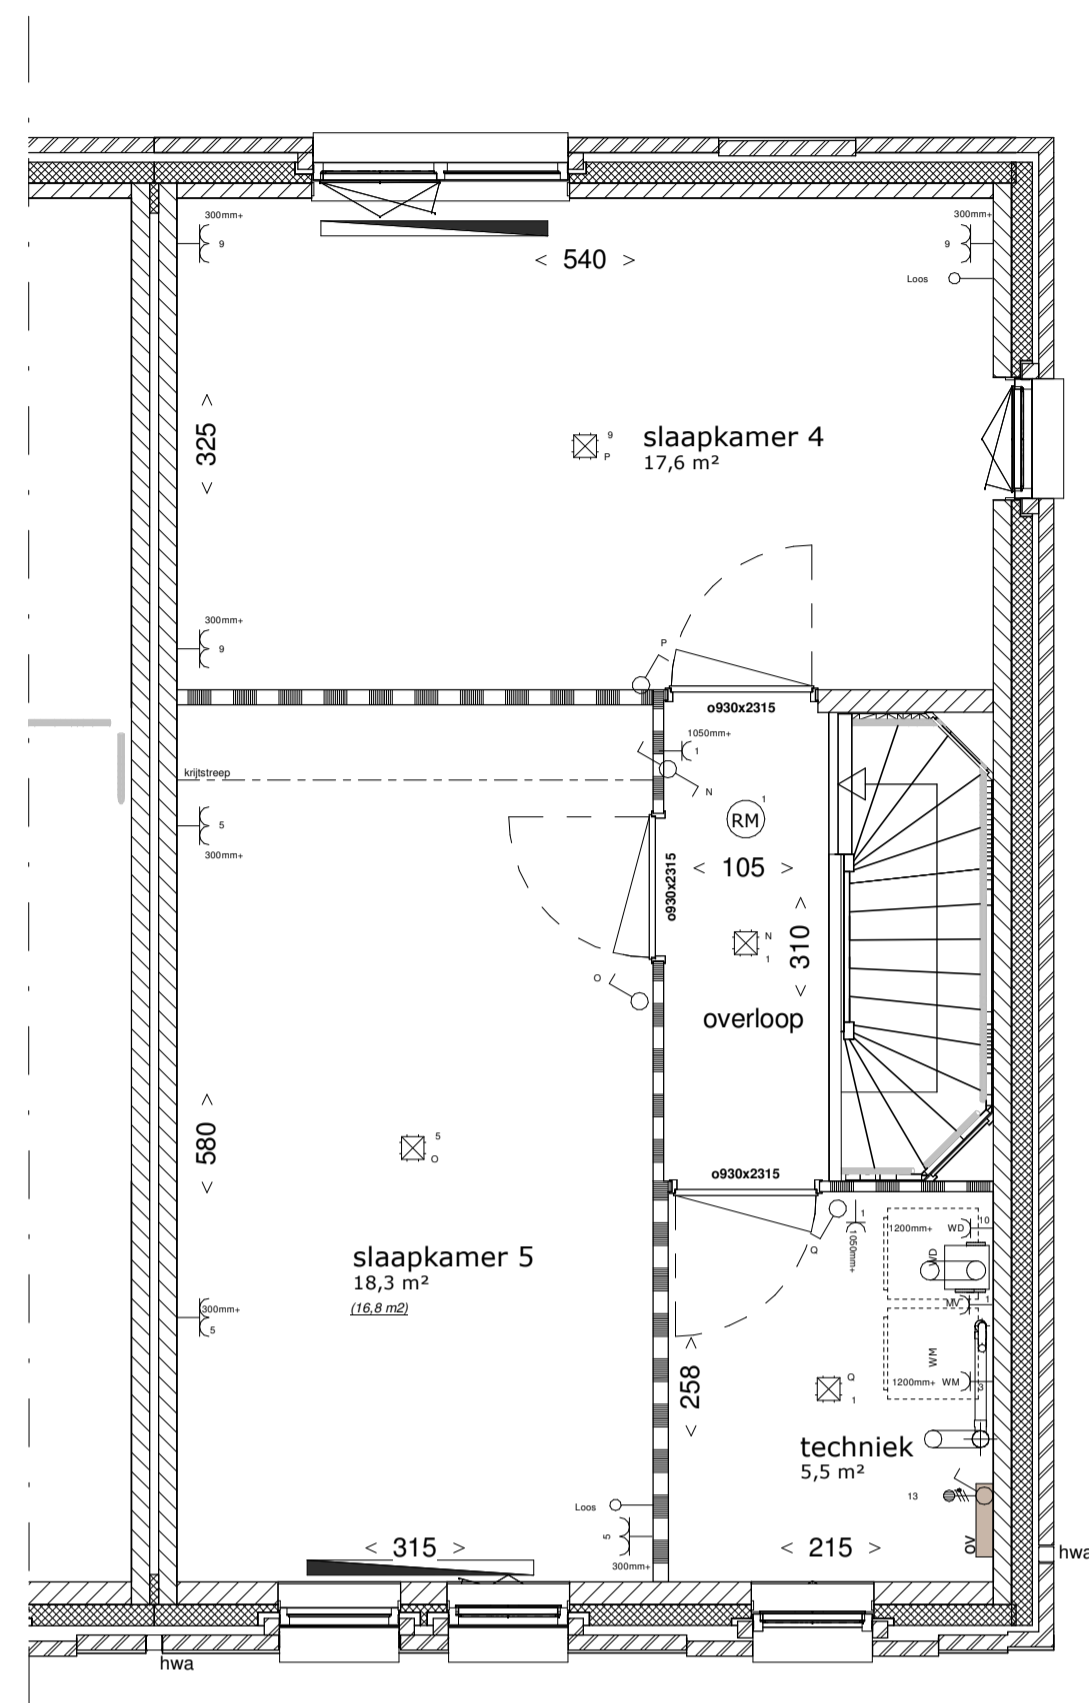 300mm+
9
300mm+
9
Loos
< 540 >
< 325 >
9
P
slaapkamer 4
17,6 m²
300mm+
9
P
o930x2315
1050mm+
1
N
krijtstreep
5
300mm+
1
RM
< 105 >
o930x2315
N
1
< 310 >
O
overloop
< 580 >
5
O
o930x2315
slaapkamer 5
18,3 m²
(16,8 m2)
300mm+
5
Q
1
1050mm+
1200mm+
WD
10
WD
MV
1
WM
1200mm+
WM
3
< 258 >
Q
1
techniek
5,5 m²
13
OV
Loos
5
300mm+
< 315 >
< 215 >
hwa
hwa